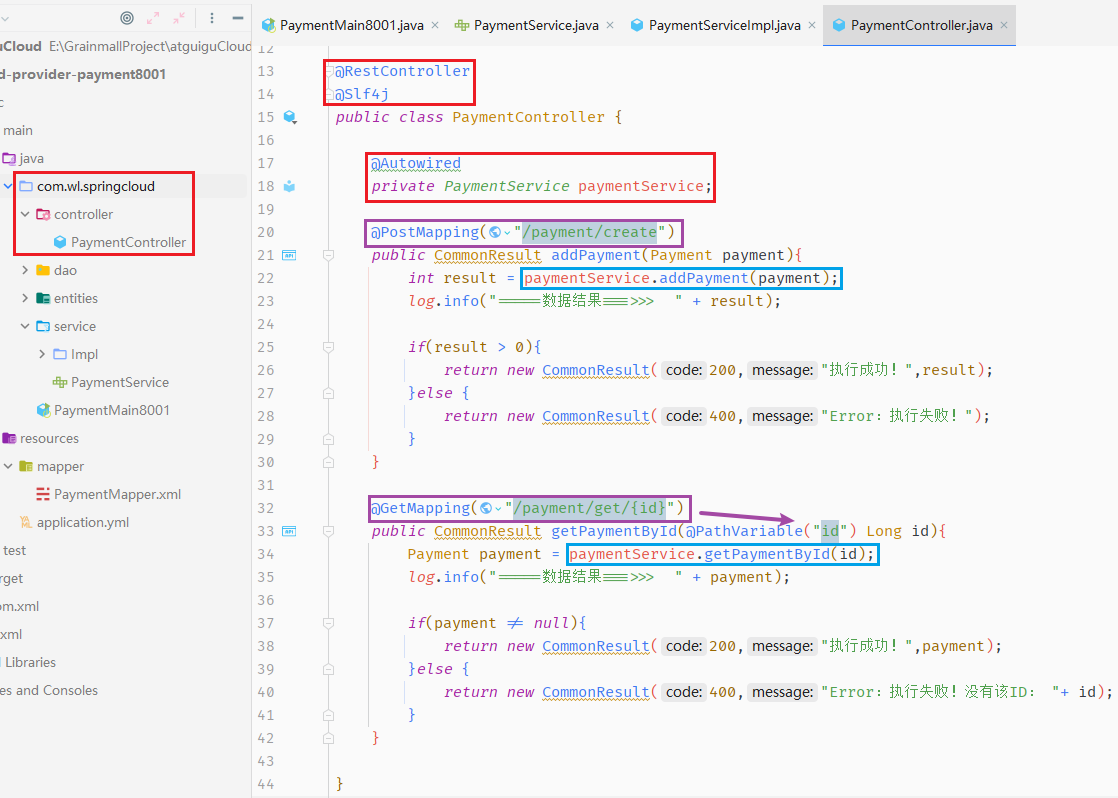 PaymentMain8001.java
PaymentService.java
PaymentServiceImpl.java
PaymentController.java
uCloud E:\GrainmallProject\atguiguCloud
d-provider-payment8001
c
main
java
com.wl.springcloud
controller
PaymentController
dao
entities
service
Impl
PaymentService
PaymentMain8001
resources
mapper
PaymentMapper.xml
application.yml
test
rget
om.xml
xml
l Libraries
es and Consoles
12
13 @RestController
14 @Slf4j
15 public class PaymentController {
16
17 @Autowired
18 private PaymentService paymentService;
19
20 @PostMapping("/payment/create")
21 public CommonResult addPayment(Payment payment){
22 int result = paymentService.addPayment(payment);
23 log.info("=====数据结果===>>> " + result);
24
25 if(result > 0){
26 return new CommonResult( code: 200, message: "执行成功！",result);
27 }else {
28 return new CommonResult( code: 400, message: "Error：执行失败！");
29 }
30 }
31
32 @GetMapping("/payment/get/{id}")
33 public CommonResult getPaymentById(@PathVariable("id") Long id){
34 Payment payment = paymentService.getPaymentById(id);
35 log.info("=====数据结果===>>> " + payment);
36
37 if(payment != null){
38 return new CommonResult( code: 200, message: "执行成功！",payment);
39 }else {
40 return new CommonResult( code: 400, message: "Error：执行失败！没有该ID： "+ id);
41 }
42 }
43
44 }